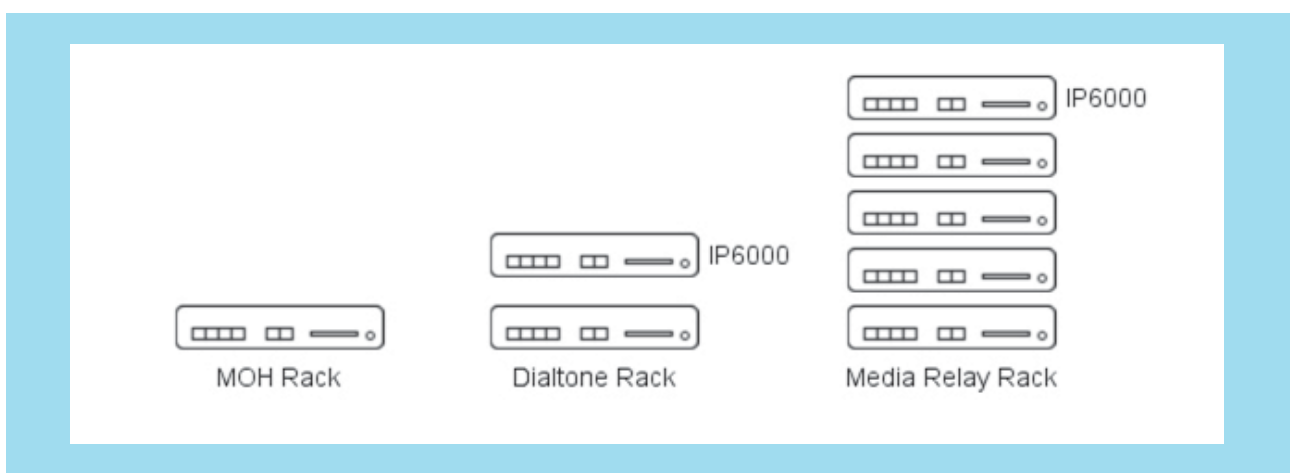 IP6000
IP6000
MOH Rack
Dialtone Rack
Media Relay Rack